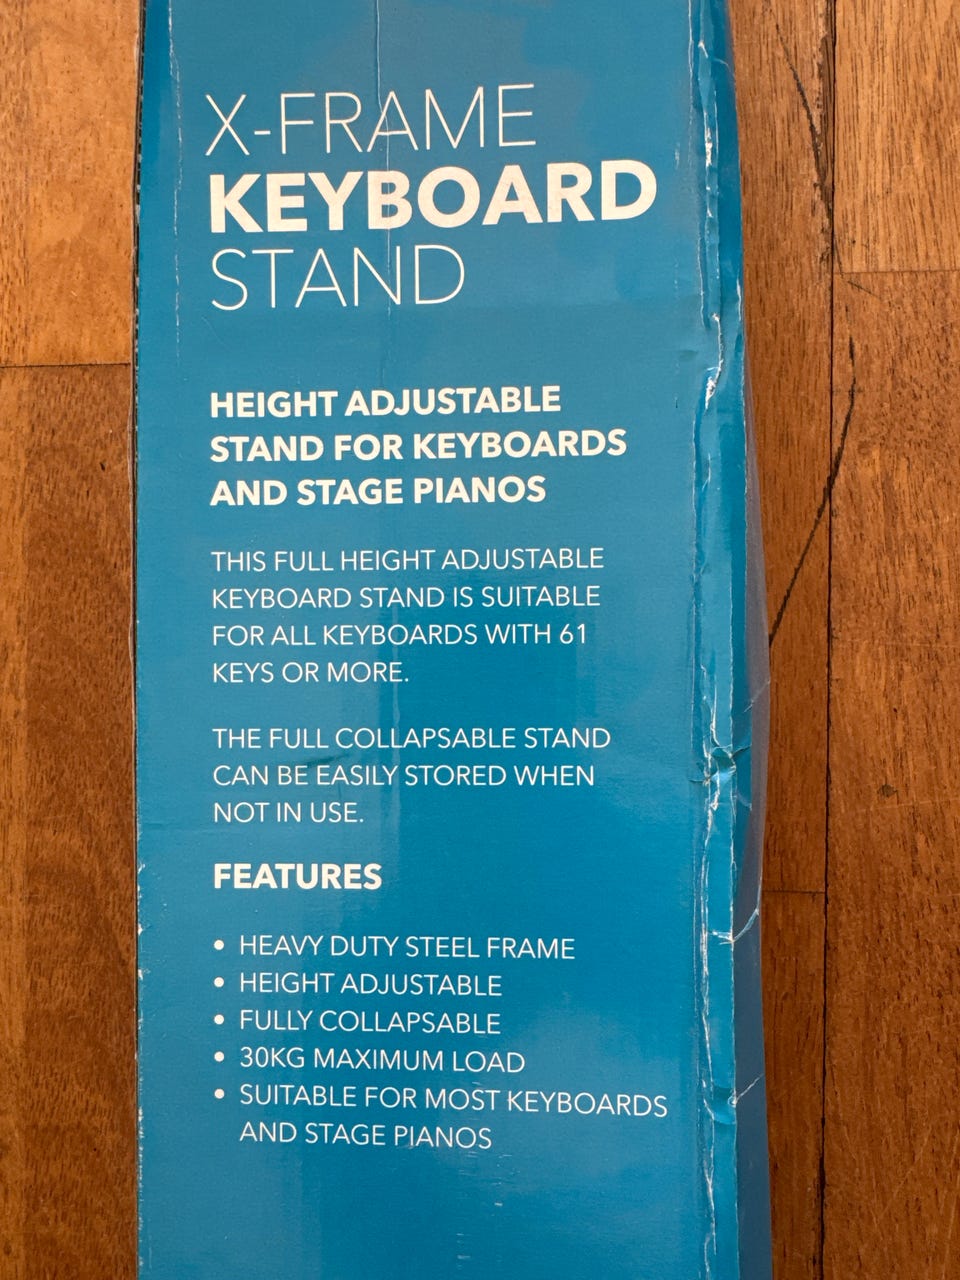 X-FRAME
KEYBOARD
STAND
HEIGHT ADJUSTABLE
STAND FOR KEYBOARDS
AND STAGE PIANOS
THIS FULL HEIGHT ADJUSTABLE
KEYBOARD STAND IS SUITABLE
FOR ALL KEYBOARDS WITH 61
KEYS OR MORE.
THE FULL COLLAPSABLE STAND
CAN BE EASILY STORED WHEN
NOT IN USE.
FEATURES
• HEAVY DUTY STEEL FRAME
• HEIGHT ADJUSTABLE
• FULLY COLLAPSABLE
• 30KG MAXIMUM LOAD
• SUITABLE FOR MOST KEYBOARDS
AND STAGE PIANOS